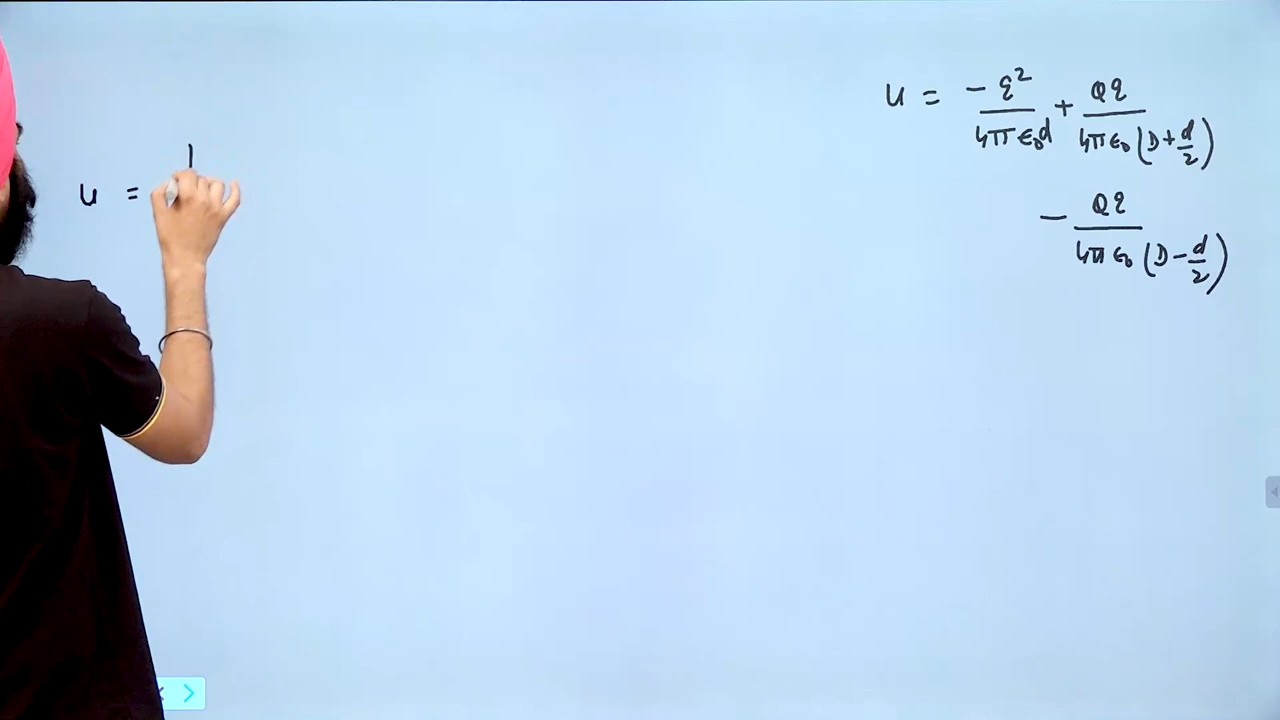 u = 1
u = -q²/4πϵ₀d + Qq/4πϵ₀(D+d/2)
- Qq/4πϵ₀(D-d/2)